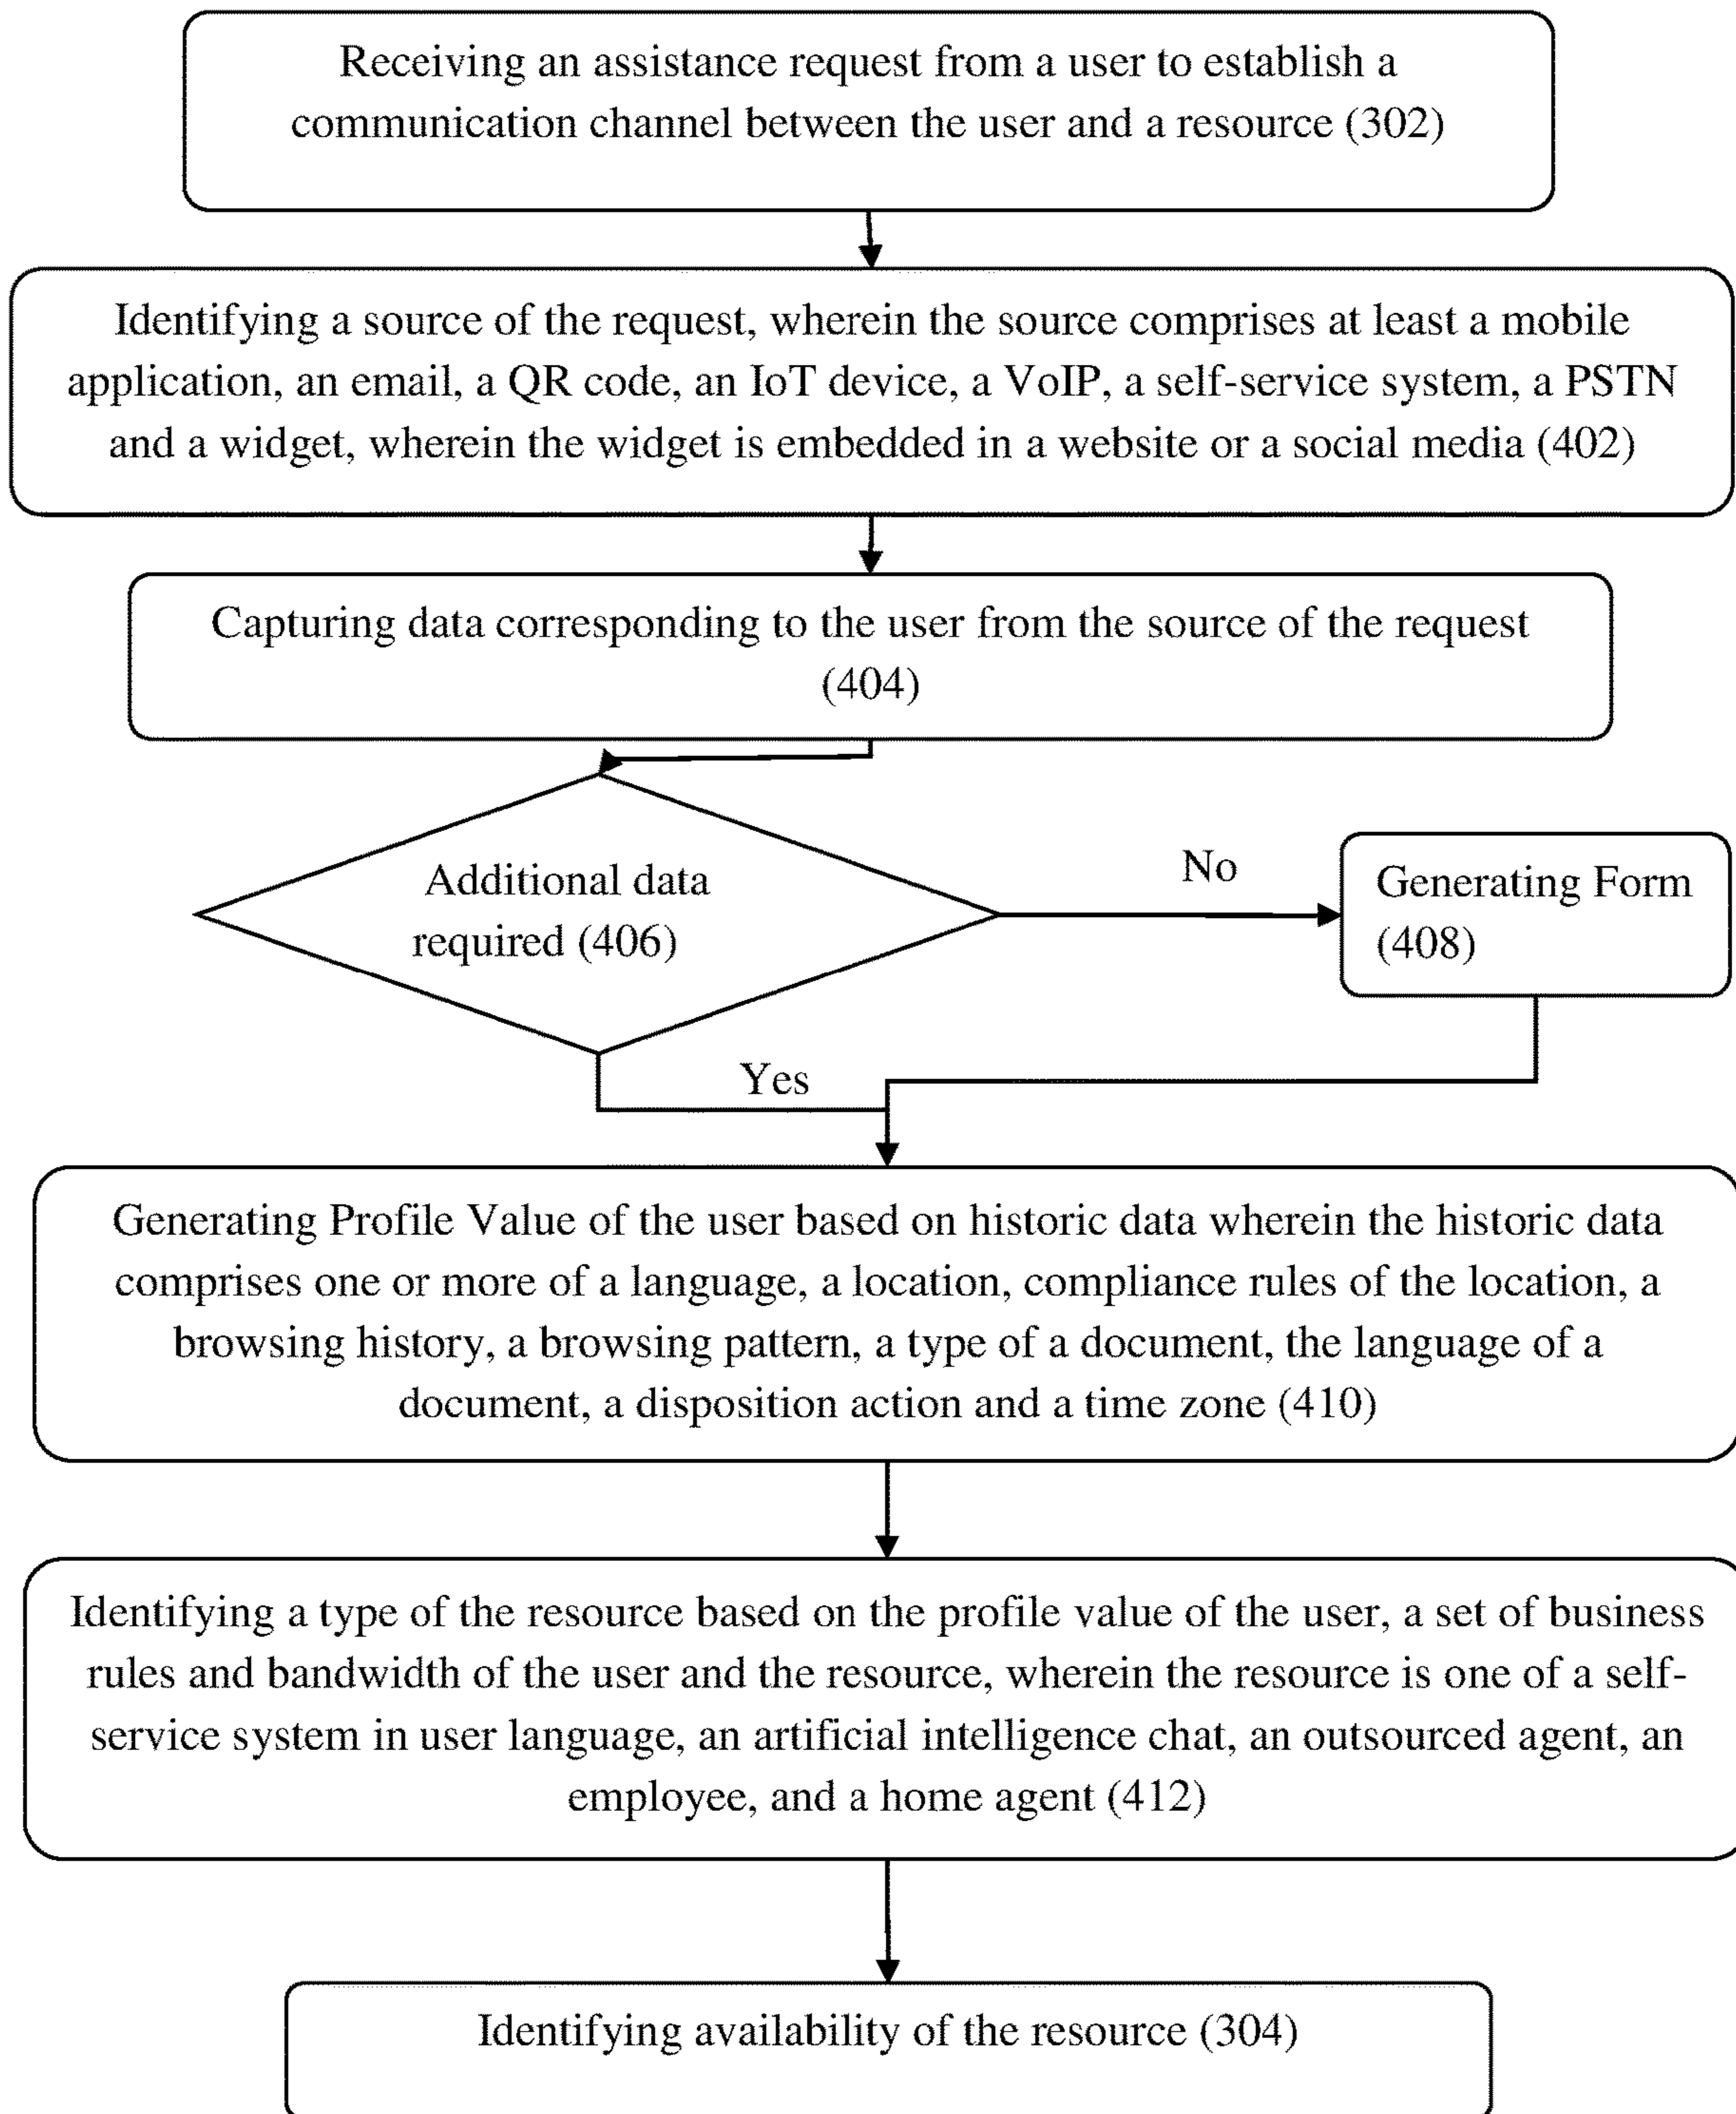 Receiving an assistance request from a user to establish a
communication channel between the user and a resource (302)
Identifying a source of the request, wherein the source comprises at least a mobile
application, an email, a QR code, an IoT device, a VoIP, a self-service system, a PSTN
and a widget, wherein the widget is embedded in a website or a social media (402)
Capturing data corresponding to the user from the source of the request
(404)
Additional data
required (406)
No
Generating Form
(408)
Yes
Generating Profile Value of the user based on historic data wherein the historic data
comprises one or more of a language, a location, compliance rules of the location, a
browsing history, a browsing pattern, a type of a document, the language of a
document, a disposition action and a time zone (410)
Identifying a type of the resource based on the profile value of the user, a set of business
rules and bandwidth of the user and the resource, wherein the resource is one of a self-
service system in user language, an artificial intelligence chat, an outsourced agent, an
employee, and a home agent (412)
Identifying availability of the resource (304)